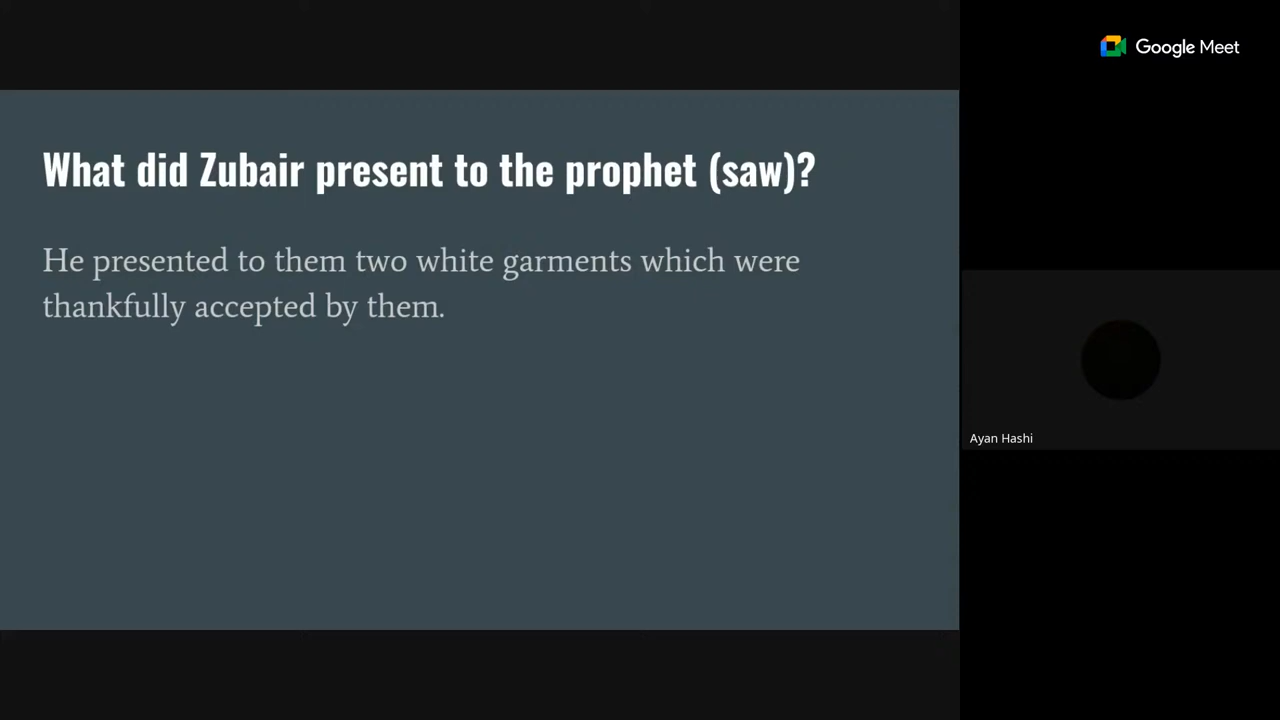 Google Meet
What did Zubair present to the prophet (saw)?
He presented to them two white garments which were
thankfully accepted by them.
Ayan Hashi